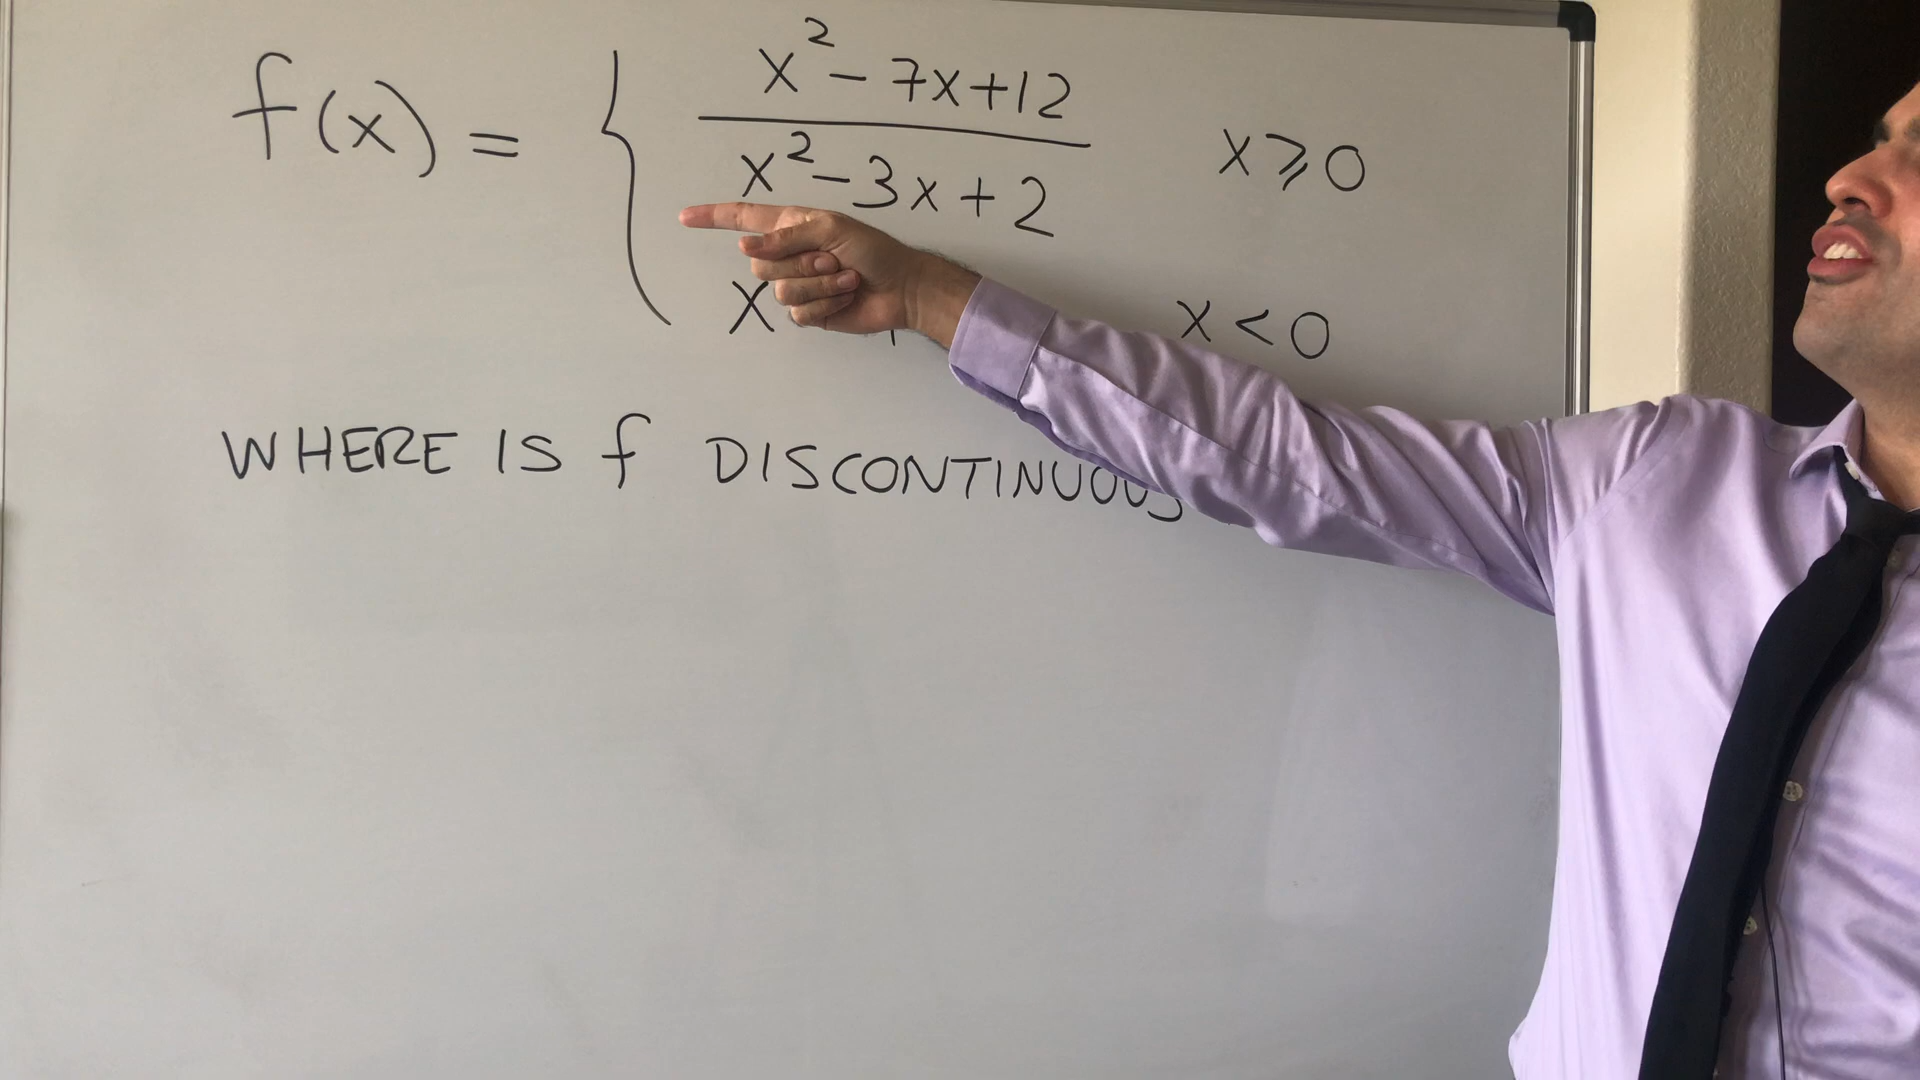 f(x) = { x² - 7x + 12 / x² - 3x + 2 x ⩾ 0
x x < 0
WHERE IS f DISCONTINUOUS